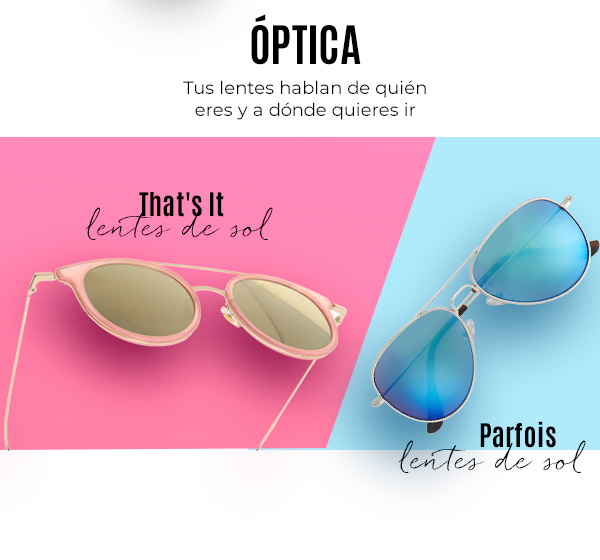 ÓPTICA
Tus lentes hablan de quién
eres y a dónde quieres ir
That's It
lentes de sol
Parfois
lentes de sol